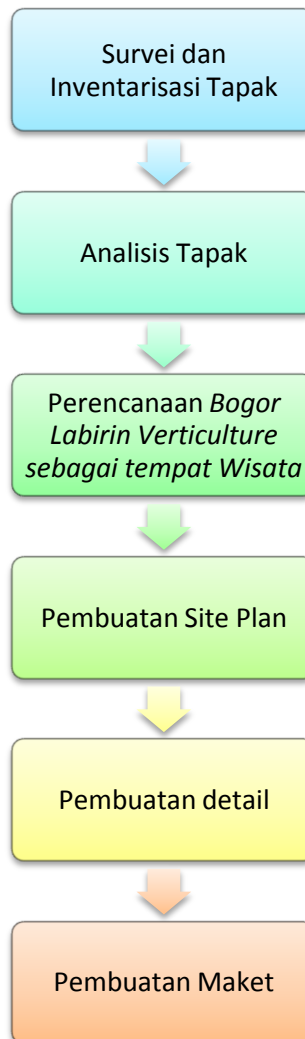 Survei dan
Inventarisasi Tapak
Analisis Tapak
Perencanaan Bogor
Labirin Verticulture
sebagai tempat Wisata
Pembuatan Site Plan
Pembuatan detail
Pembuatan Maket